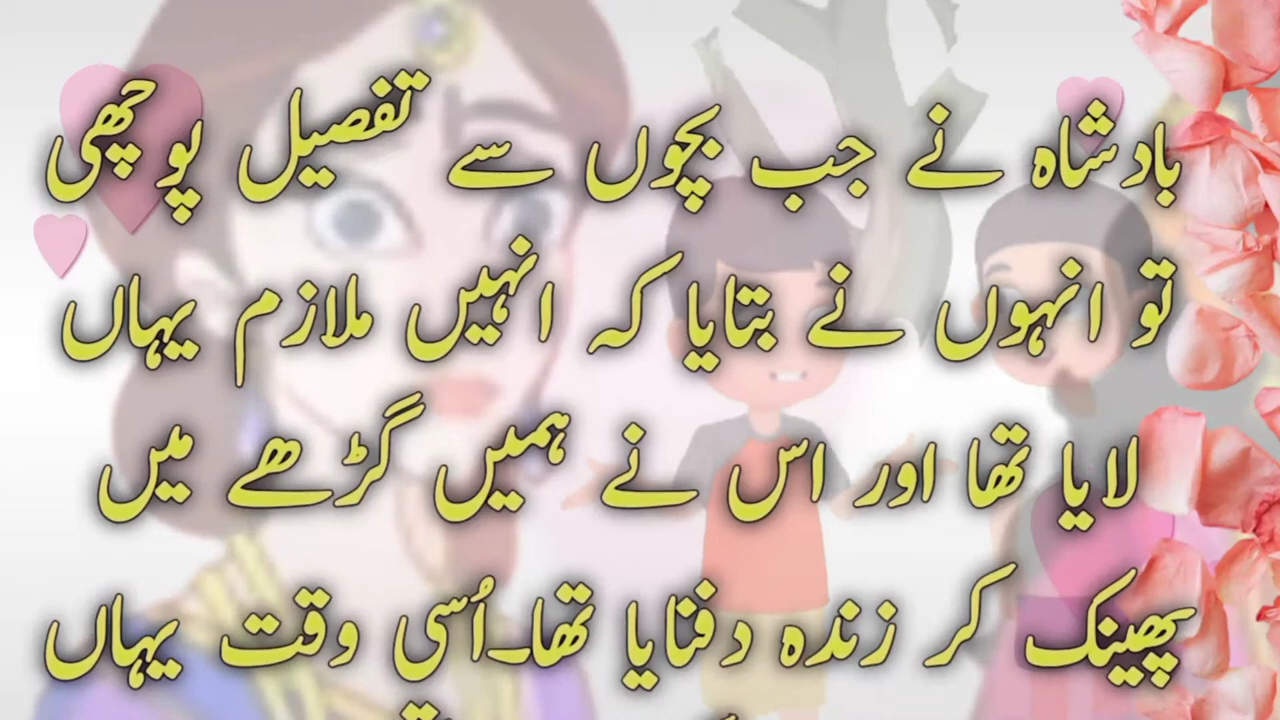 بادشاہ نے جب بچوں سے تفصیل پوچھی
تو انہوں نے بتایا کہ انہیں ملازم یہاں
لایا تھا اور اس نے ہمیں گڑھے میں
پھینک کر زندہ دفنایا تھا۔اُسی وقت یہاں